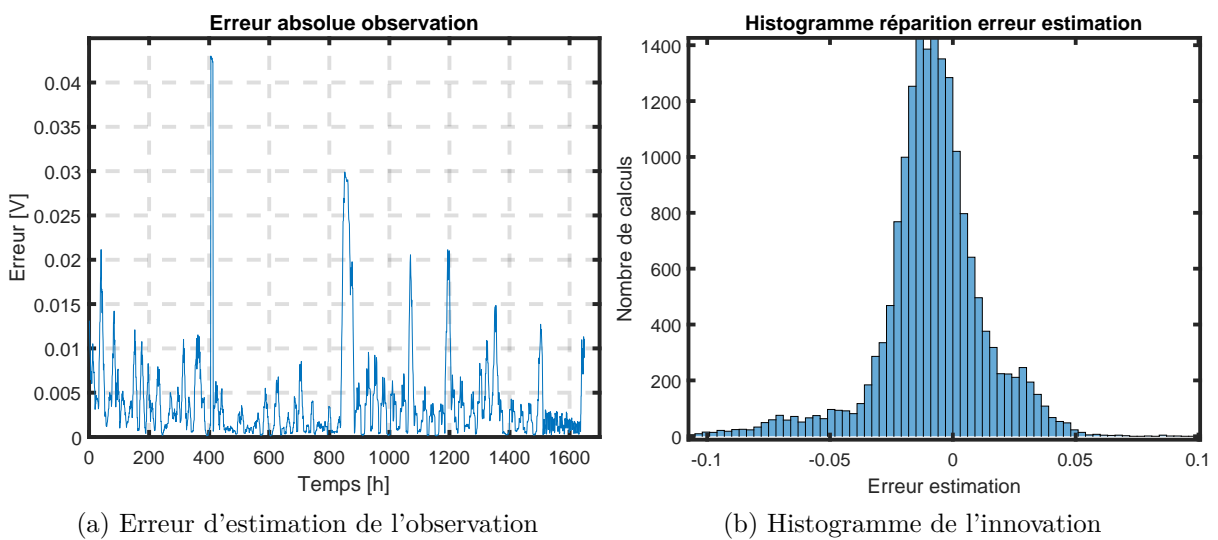 Erreur absolue observation
Erreur [V]
0.04
0.035
0.03
0.025
0.02
0.015
0.01
0.005
0
0 200 400 600 800 1000 1200 1400 1600
Temps [h]
(a) Erreur d'estimation de l'observation
Histogramme réparition erreur estimation
Nombre de calculs
1400
1200
1000
800
600
400
200
0
-0.1 -0.05 0 0.05 0.1
Erreur estimation
(b) Histogramme de l'innovation